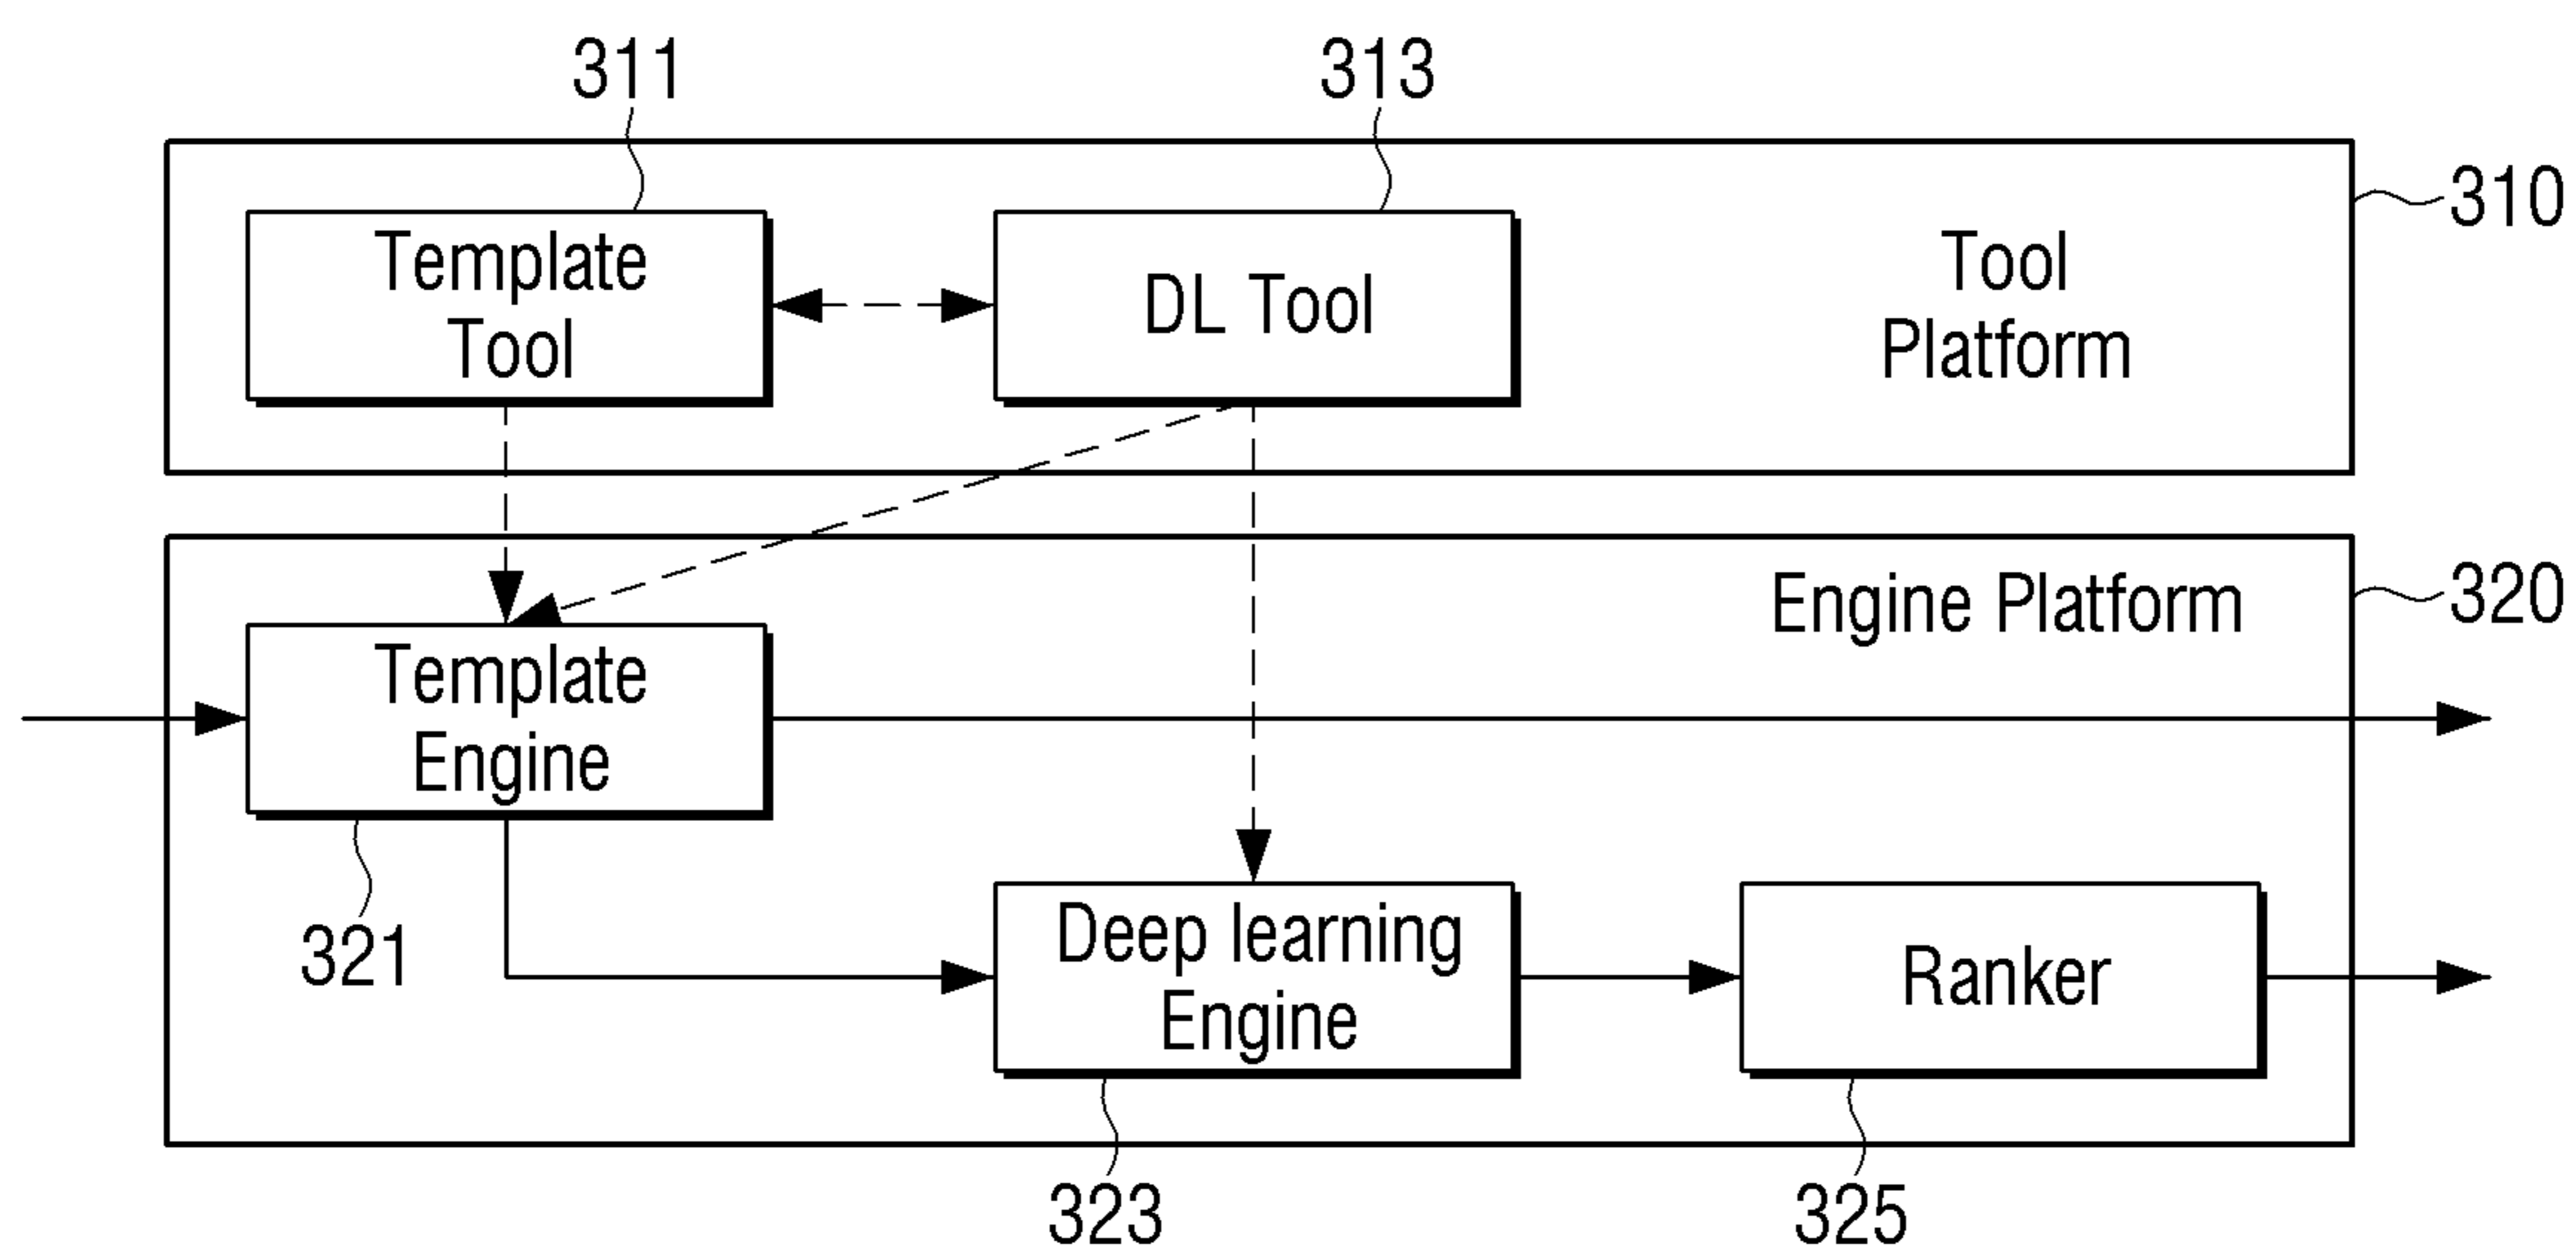 311
313
310
Template
Tool
DL Tool
Tool
Platform
Engine Platform
320
Template
Engine
321
Deep learning
Engine
Ranker
323
325